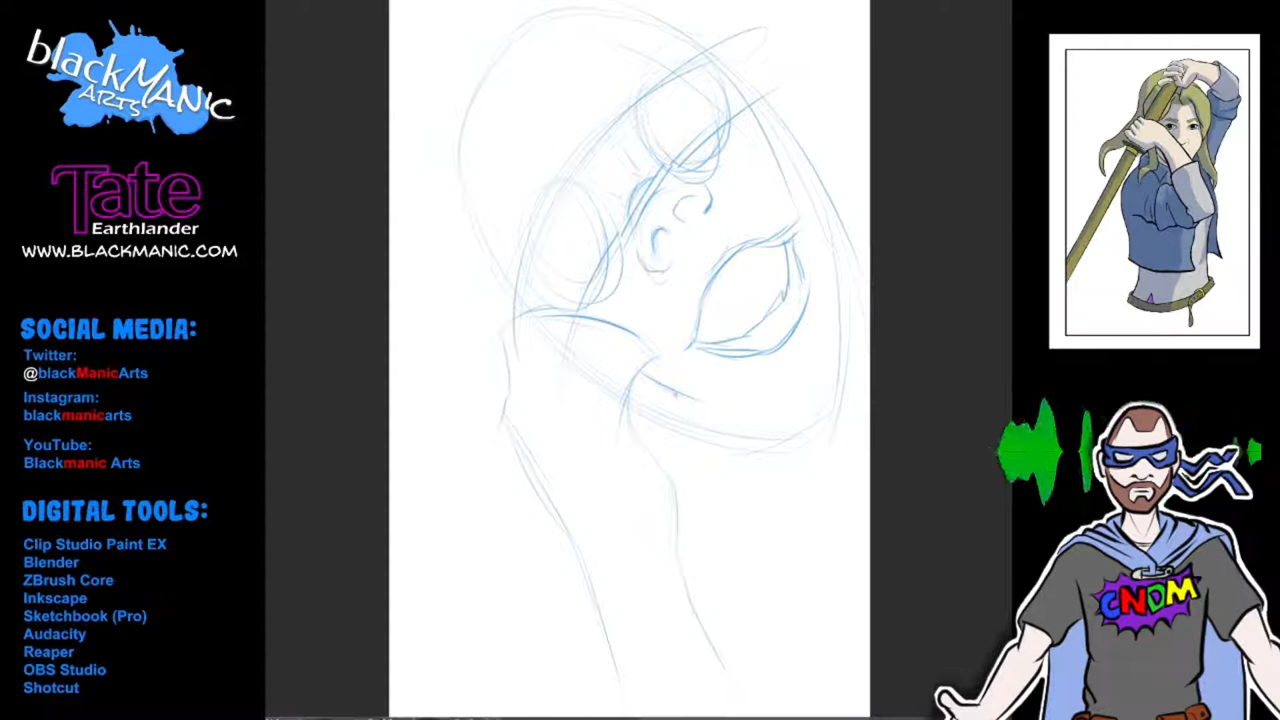 blackMANIC
ARTS
Tate
Earthlander
WWW.BLACKMANIC.COM
SOCIAL MEDIA:
Twitter:
@blackManicArts
Instagram:
blackmanicarts
YouTube:
Blackmanic Arts
DIGITAL TOOLS:
Clip Studio Paint EX
Blender
ZBrush Core
Inkscape
Sketchbook (Pro)
Audacity
Reaper
OBS Studio
Shotcut
CNDM